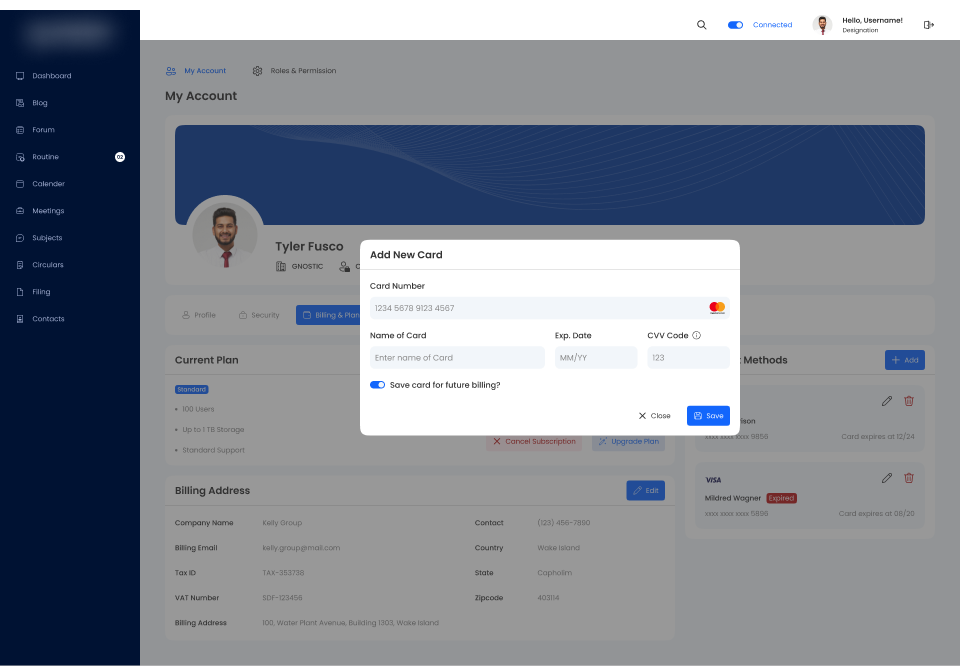 Connected
Hello, Username!
Designation
Dashboard
Blog
Forum
Routine 02
Calender
Meetings
Subjects
Circulars
Filing
Contacts
My Account
Roles & Permission
My Account
Tyler Fusco
GNOSTIC
Profile
Security
Billing & Plan
Add New Card
Card Number
1234 5678 9123 4567
Name of Card
Exp. Date
CVV Code
Enter name of Card
MM/YY
123
Save card for future billing?
Close
Save
Current Plan
Standard
100 Users
Up to 1 TB Storage
Standard Support
Cancel Subscription
Upgrade Plan
Methods
Add
xxxx xxxx xxxx 9856
Card expires at 12/24
VISA
Mildred Wagner Expired
xxxx xxxx xxxx 5896
Card expires at 08/20
Billing Address
Edit
Company Name Kelly Group
Contact (123) 456-7890
Billing Email kelly.group@mail.com
Country Wake Island
Tax ID TAX-353738
State Capholim
VAT Number SDF-123456
Zipcode 403114
Billing Address 100, Water Plant Avenue, Building 1303, Wake Island